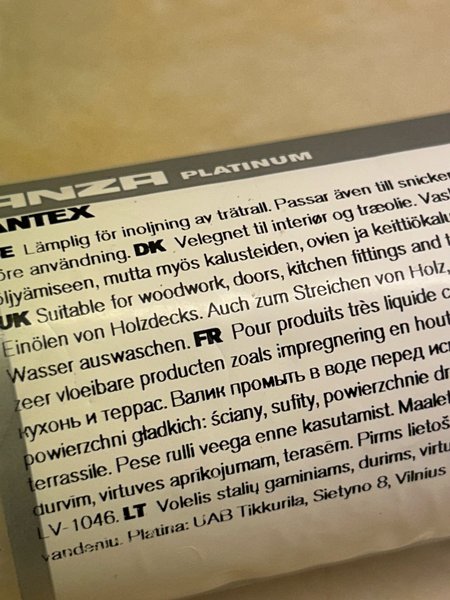 ANZA PLATINUM
ANTEX
E Lämplig för inoljning av trätrall. Passar även till snicker
öre användning. DK Velegnet til interiør og træolie. Vask
öljyämiseen, mutta myös kalusteiden, ovien ja keittiökalu
UK Suitable for woodwork, doors, kitchen fittings and t
Einölen von Holzdecks. Auch zum Streichen von Holz,
Wasser auswaschen. FR Pour produits très liquide c
zeer vloeibare producten zoals impregnering en hout
кухонь и террас. Валик промыть в воде перед исп
powierzchni gładkich: ściany, sufity, powierzchnie dr
terrassile. Pese rulli veega enne kasutamist. Maalet
durvīm, virtuves aprīkojumam, terasēm. Pirms lietoš
LV-1046. LT Volelis stalių gaminiams, durims, virtu
vandeniu. Platina: UAB Tikkurila, Sietyno 8, Vilnius